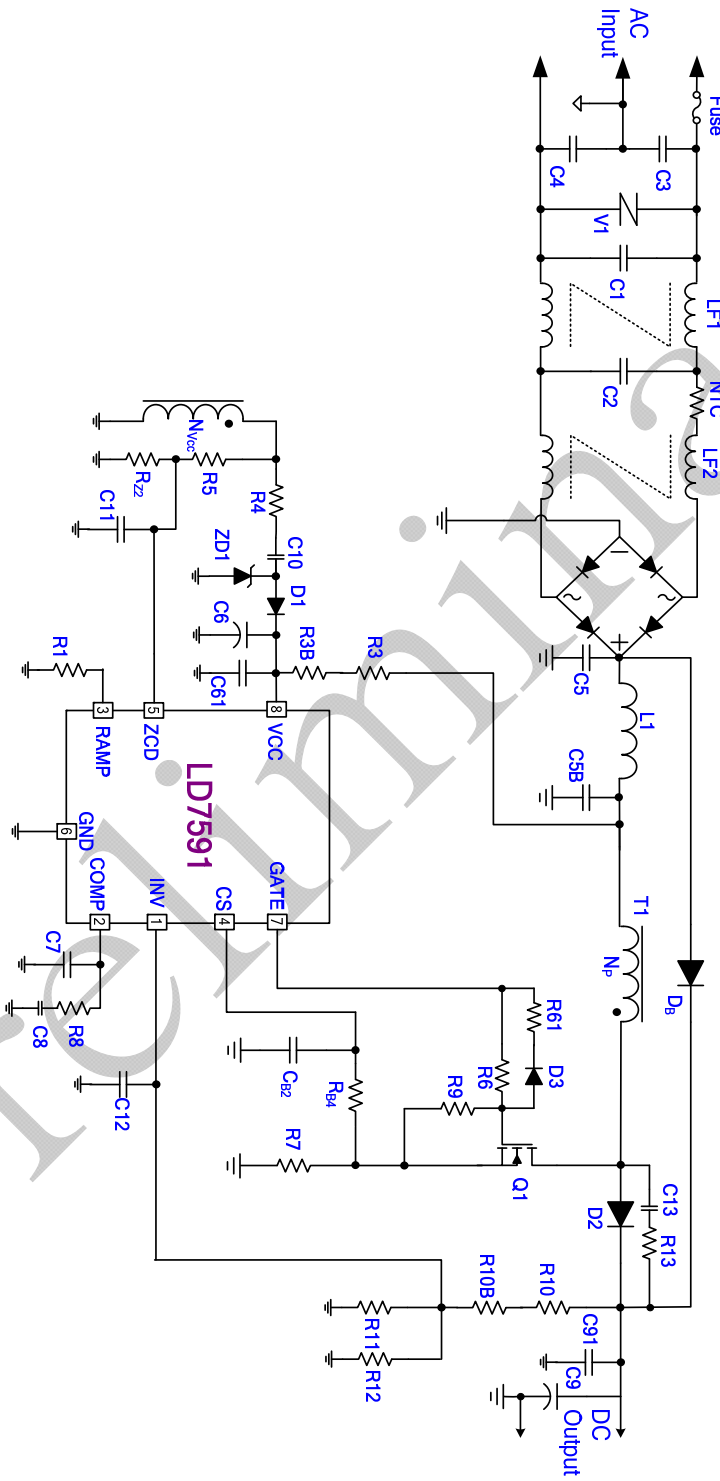 AC
Input
Fuse
C3
C4
V1
C1
LF1
C2
NTC
LF2
~
~
+
C5
L1
C5B
T1
NP
DB
NVcc
R5
RZ2
C11
R4
C10
ZD1
D1
C6
C61
R3B
R3
R1
3
RAMP
5
ZCD
8
VCC
LD7591
6
GND
COMP
2
INV
1
CS
4
GATE
7
C7
C8
R8
C12
CB2
RB4
R61
D3
R6
R9
R7
Q1
D2
C13
R13
R10B
R10
R11
R12
C91
C9
DC
Output
relimina